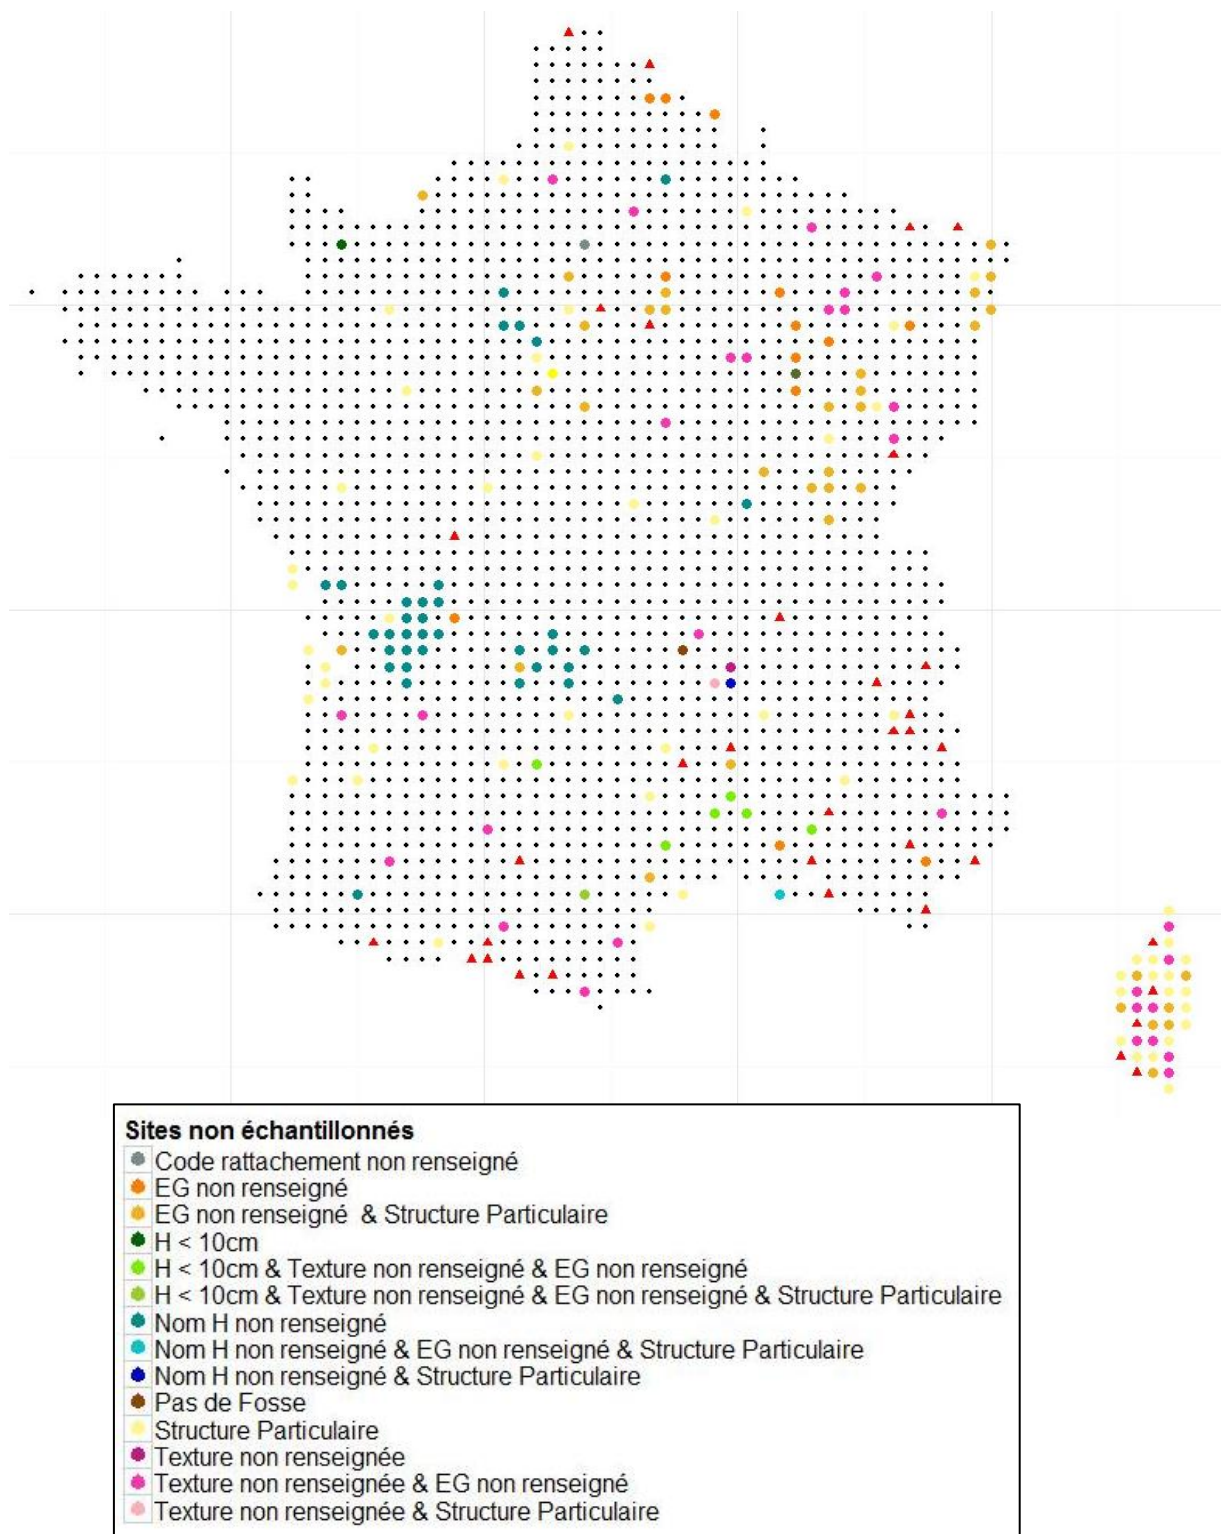 Sites non échantillonnés
Code rattachement non renseigné
EG non renseigné
EG non renseigné & Structure Particulaire
H < 10cm
H < 10cm & Texture non renseigné & EG non renseigné
H < 10cm & Texture non renseigné & EG non renseigné & Structure Particulaire
Nom H non renseigné
Nom H non renseigné & EG non renseigné & Structure Particulaire
Nom H non renseigné & Structure Particulaire
Pas de Fosse
Structure Particulaire
Texture non renseignée
Texture non renseignée & EG non renseigné
Texture non renseignée & Structure Particulaire